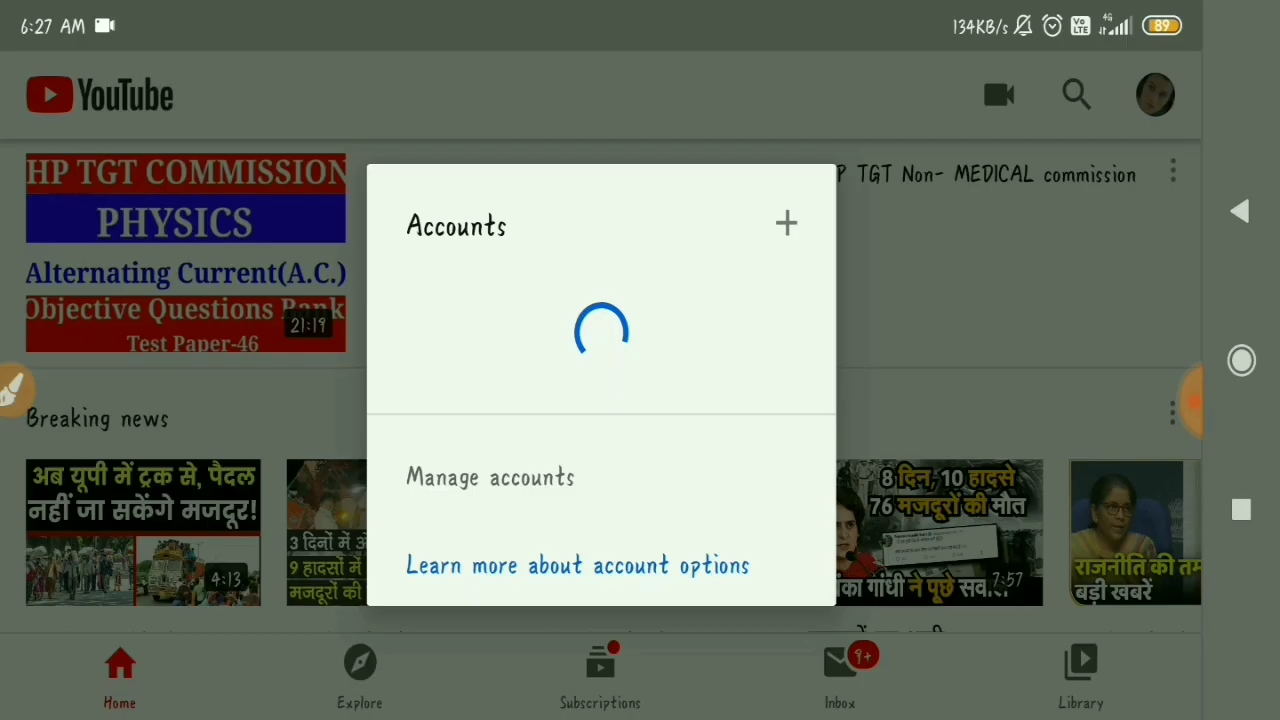 6:27 AM
134KB/s
Vo LTE
4G
89
YouTube
HP TGT COMMISSION
PHYSICS
Alternating Current(A.C.)
Objective Questions Bank
21:19
Test Paper-46
TGT Non- MEDICAL commission
Accounts
+
Manage accounts
Learn more about account options
Breaking news
अब यूपी में ट्रक से, पैदल
नहीं जा सकेंगे मजदूर!
4:13
3 दिनों में
9 हादसों में
मजदूरों की
8 दिन, 10 हादसे
76 मजदूरों की मौत
गांधी ने पूछे
7:57
राजनीति की
बड़ी खबरें
Home
Explore
Subscriptions
9+
Inbox
Library